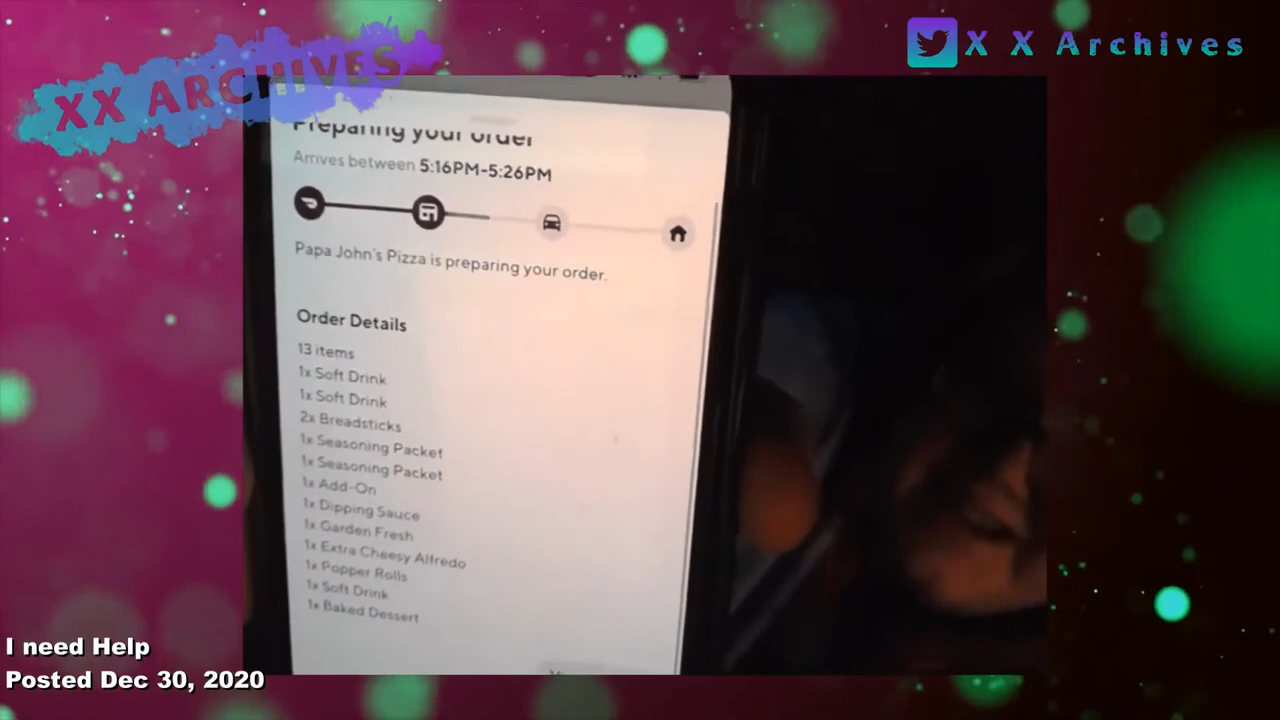 XX ARCHIVES
X X Archives
Preparing your order
Arrives between 5:16PM-5:26PM
Papa John's Pizza is preparing your order.
Order Details
13 items
1x Soft Drink
1x Soft Drink
2x Breadsticks
1x Seasoning Packet
1x Seasoning Packet
1x Add-On
1x Dipping Sauce
1x Garden Fresh
1x Extra Cheesy Alfredo
1x Popper Rolls
1x Soft Drink
1x Baked Dessert
I need Help
Posted Dec 30, 2020